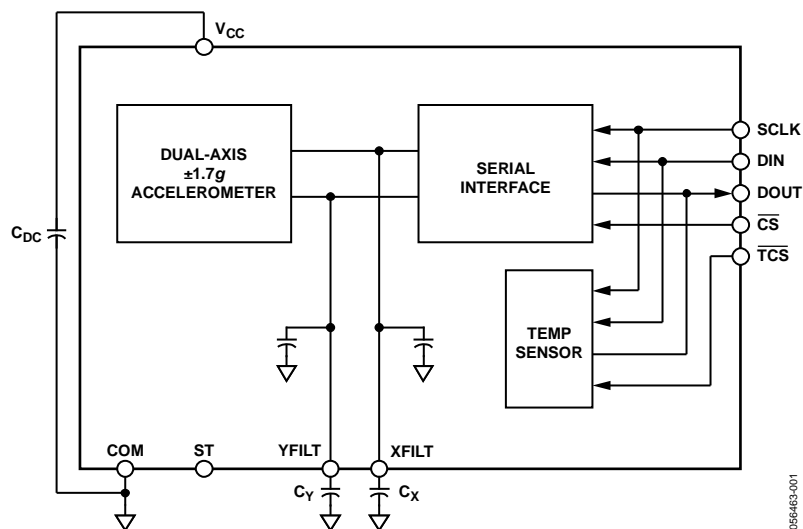 VCC
DUAL-AXIS
±1.7g
ACCELEROMETER
SERIAL
INTERFACE
SCLK
DIN
DOUT
CS
TCS
CDC
TEMP
SENSOR
COM
ST
YFILT
XFILT
CY
CX
056463-001